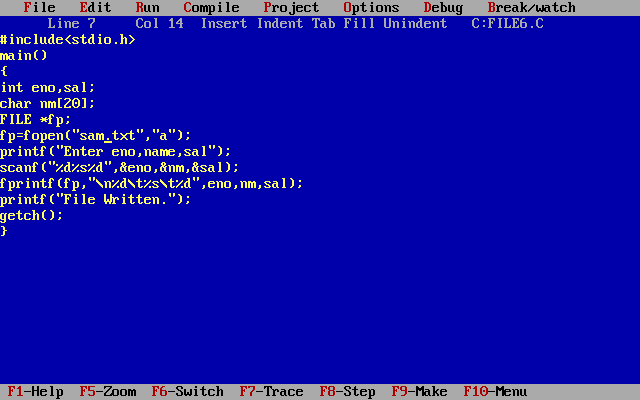 File Edit Run Compile Project Options Debug Break/watch
Line 7 Col 14 Insert Indent Tab Fill Unindent C:FILE6.C
#include<stdio.h>
main()
{
int eno,sal;
char nm[20];
FILE *fp;
fp=fopen("sam.txt","a");
printf("Enter eno,name,sal");
scanf("%d%s%d",&eno,&nm,&sal);
fprintf(fp,"\n%d\t%s\t%d",eno,nm,sal);
printf("File Written.");
getch();
}
F1-Help F5-Zoom F6-Switch F7-Trace F8-Step F9-Make F10-Menu